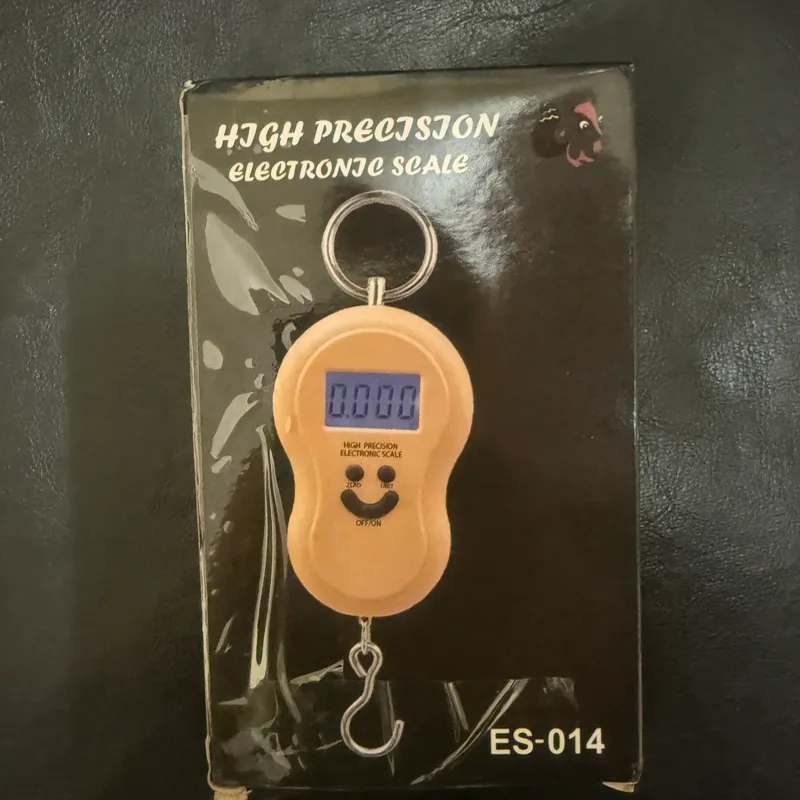 HIGH PRECISION
ELECTRONIC SCALE
0.000
HIGH PRECISION
ELECTRONIC SCALE
ZERO UNIT
OFF/ON
ES-014